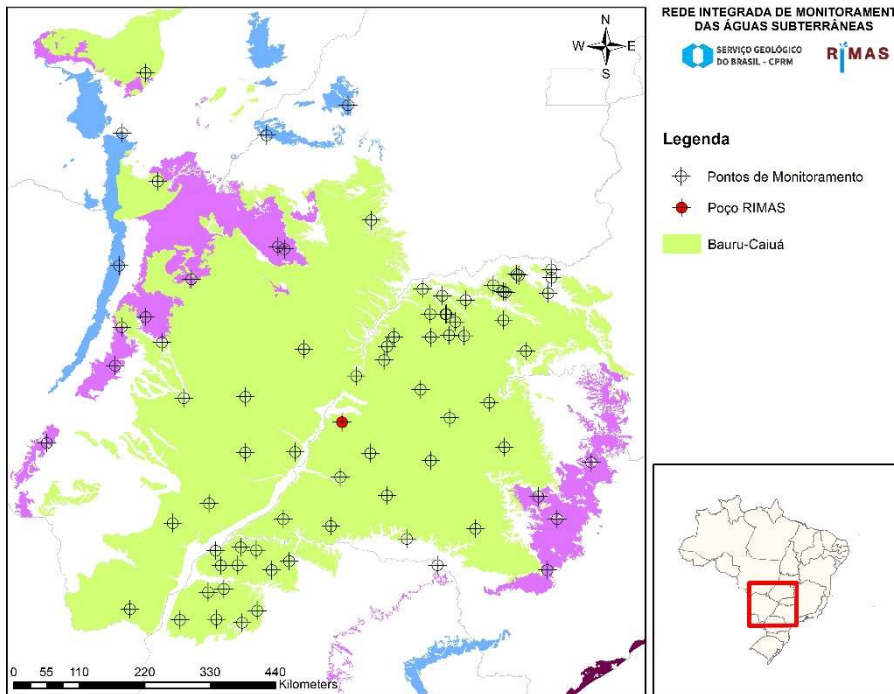 REDE INTEGRADA DE MONITORAMENT
DAS ÁGUAS SUBTERRÂNEAS
SERVIÇO GEOLÓGICO
DO BRASIL - CPRM
RIMAS
N
W E
S
Legenda
Pontos de Monitoramento
Poço RIMAS
Bauru-Caiuá
0 55 110 220 330 440
Kilometers